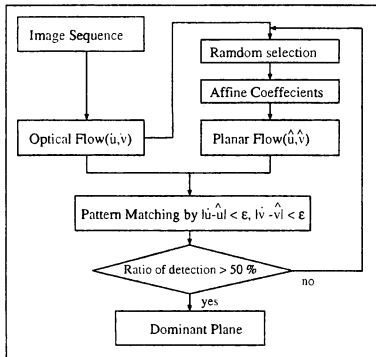 Image Sequence
Ramdom selection
Affine Coeffecients
Optical Flow(u̇,v̇)
Planar Flow(û,v̂)
Pattern Matching by |u̇-û| < ε, |v̇ -v̂| < ε
Ratio of detection > 50 %
no
yes
Dominant Plane